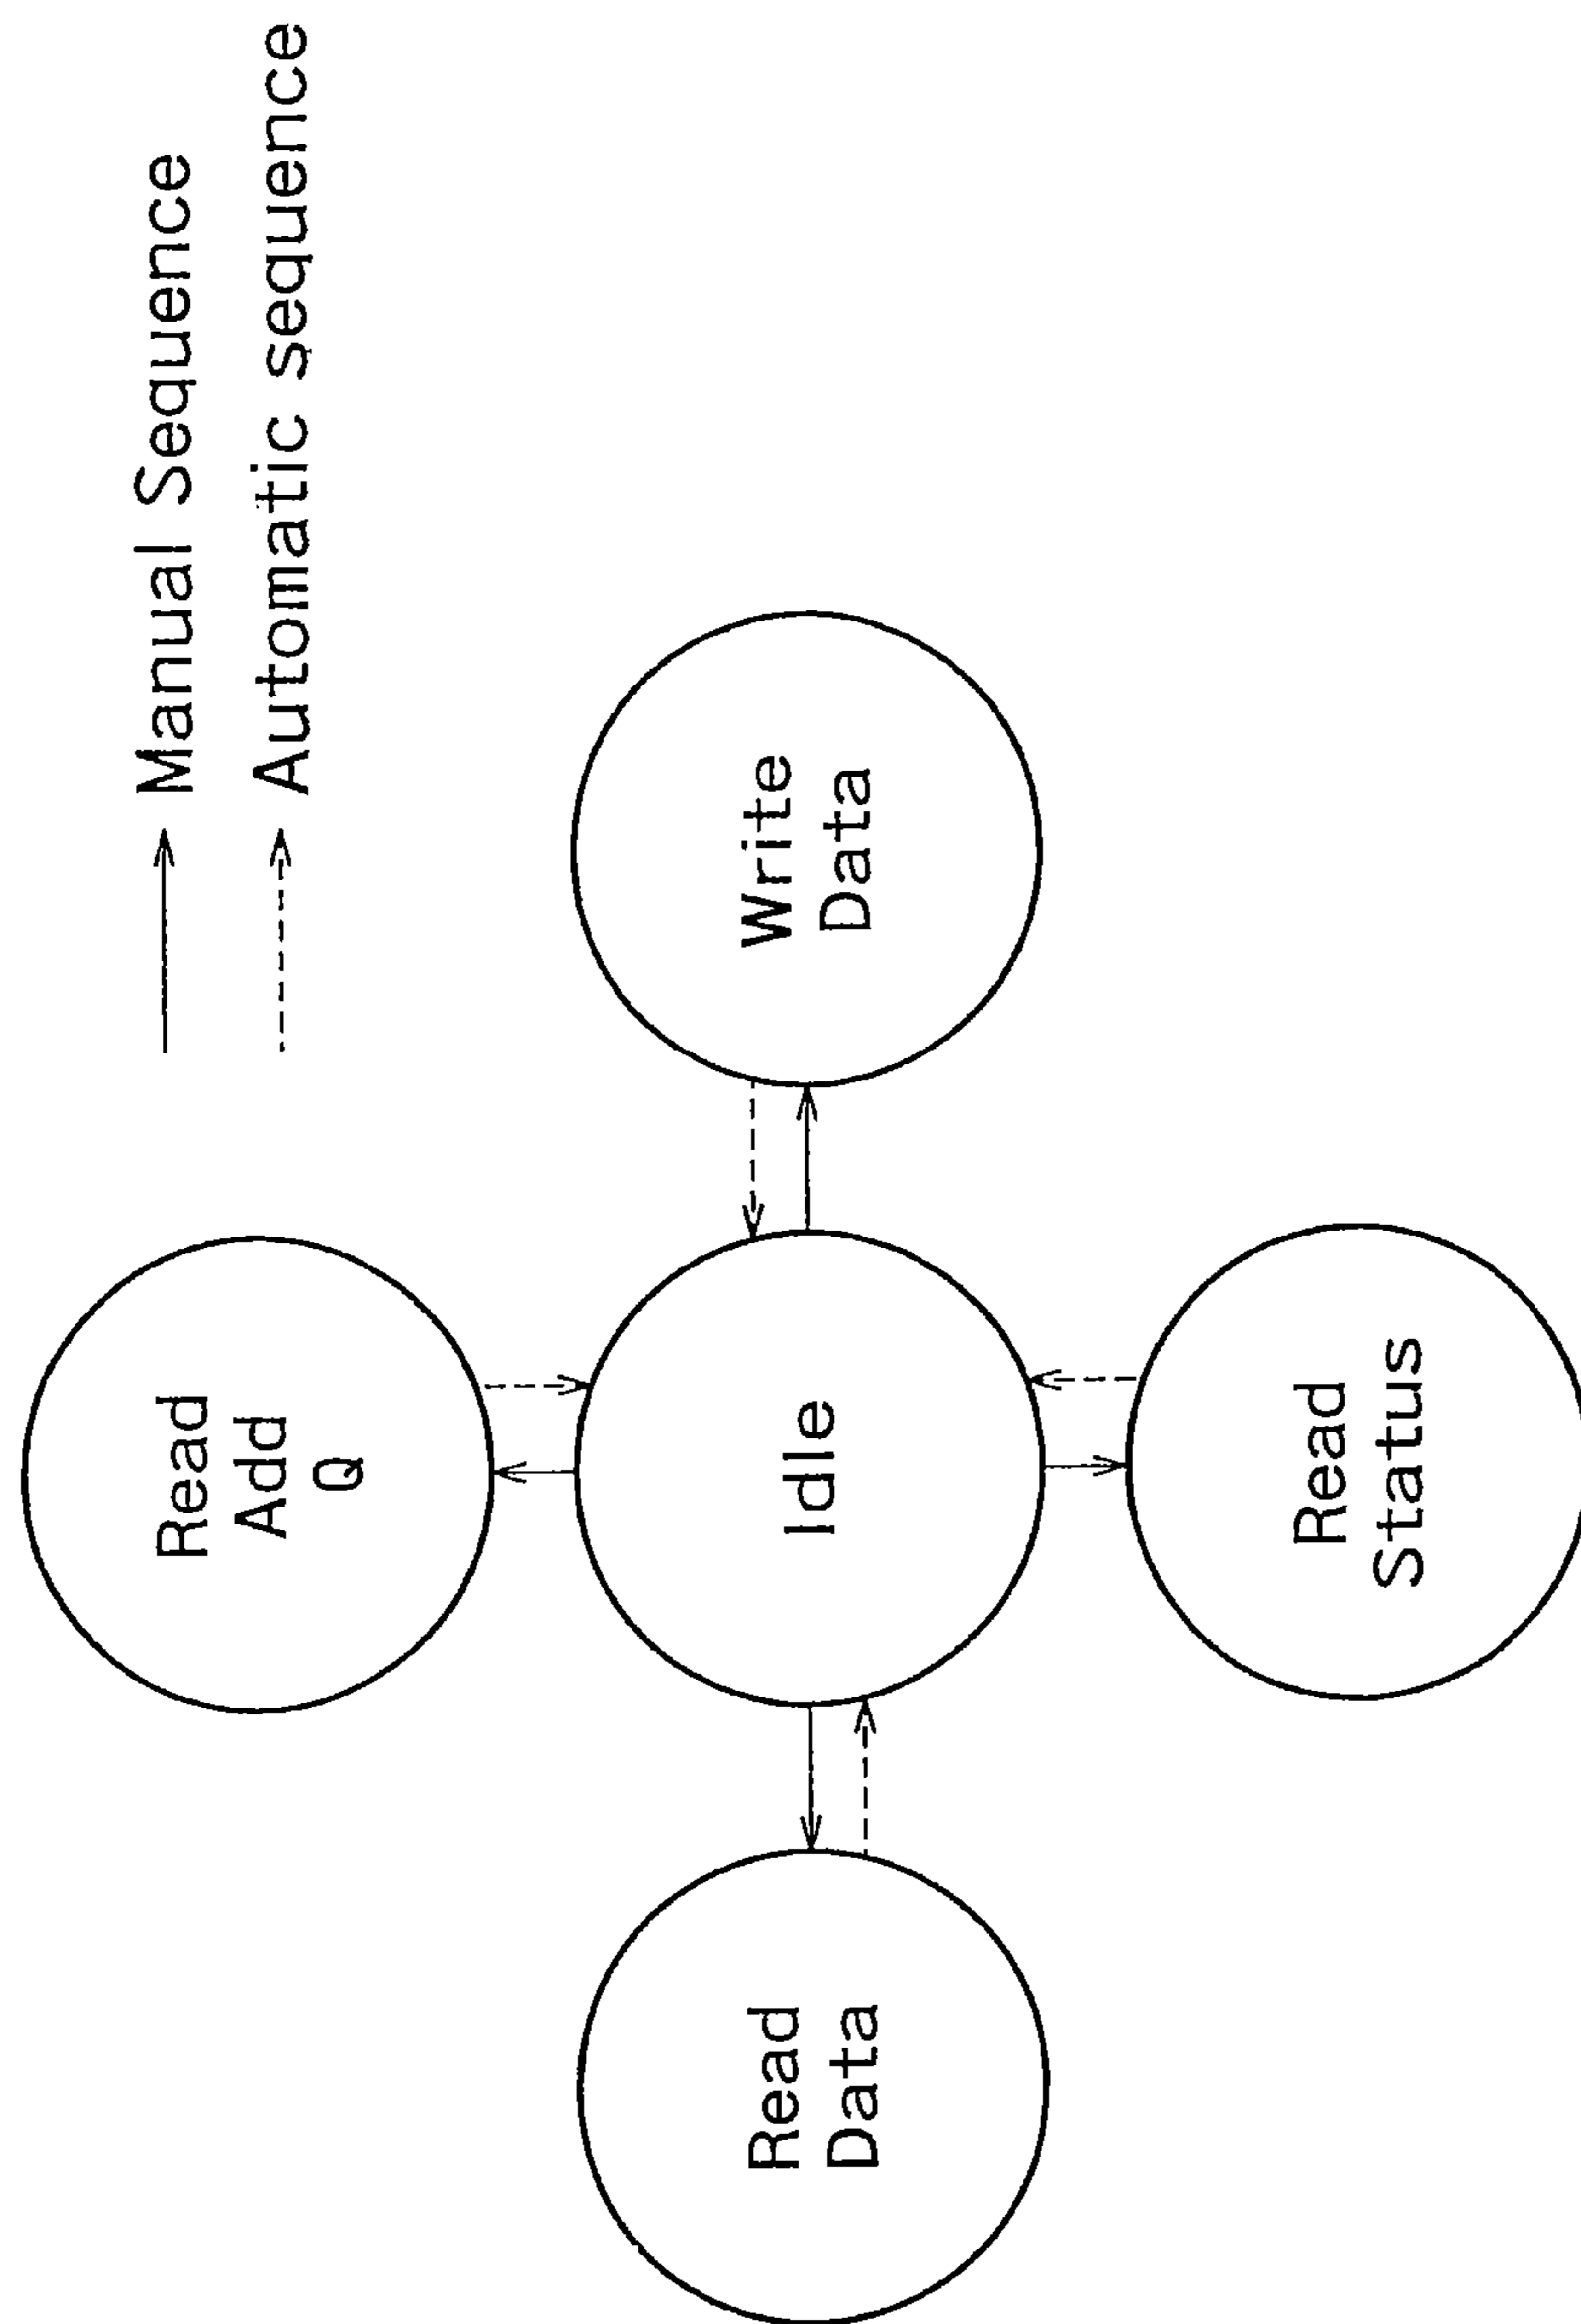 Manual Sequence
Automatic sequence
Read
Add
Q
Read
Data
Idle
Write
Data
Read
Status